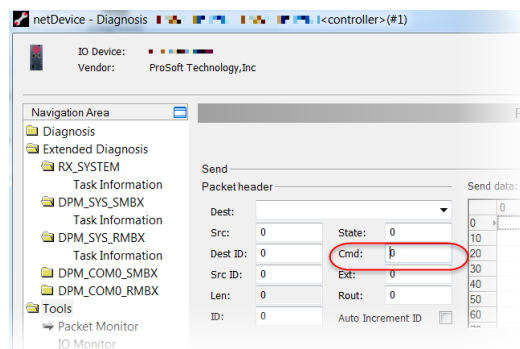 netDevice - Diagnosis <controller>(#1)
IO Device:
Vendor: ProSoft Technology,Inc
Navigation Area
Diagnosis
Extended Diagnosis
RX_SYSTEM
Task Information
DPM_SYS_SMBX
Task Information
DPM_SYS_RMBX
Task Information
DPM_COM0_SMBX
DPM_COM0_RMBX
Tools
Packet Monitor
IO Monitor
Send
Packet header
Dest:
Src: 0 State: 0
Dest ID: 0 Cmd: 0
Src ID: 0 Ext: 0
Len: 0 Rout: 0
ID: 0 Auto Increment ID
Send data:
0
0
10
20
30
40
50
60